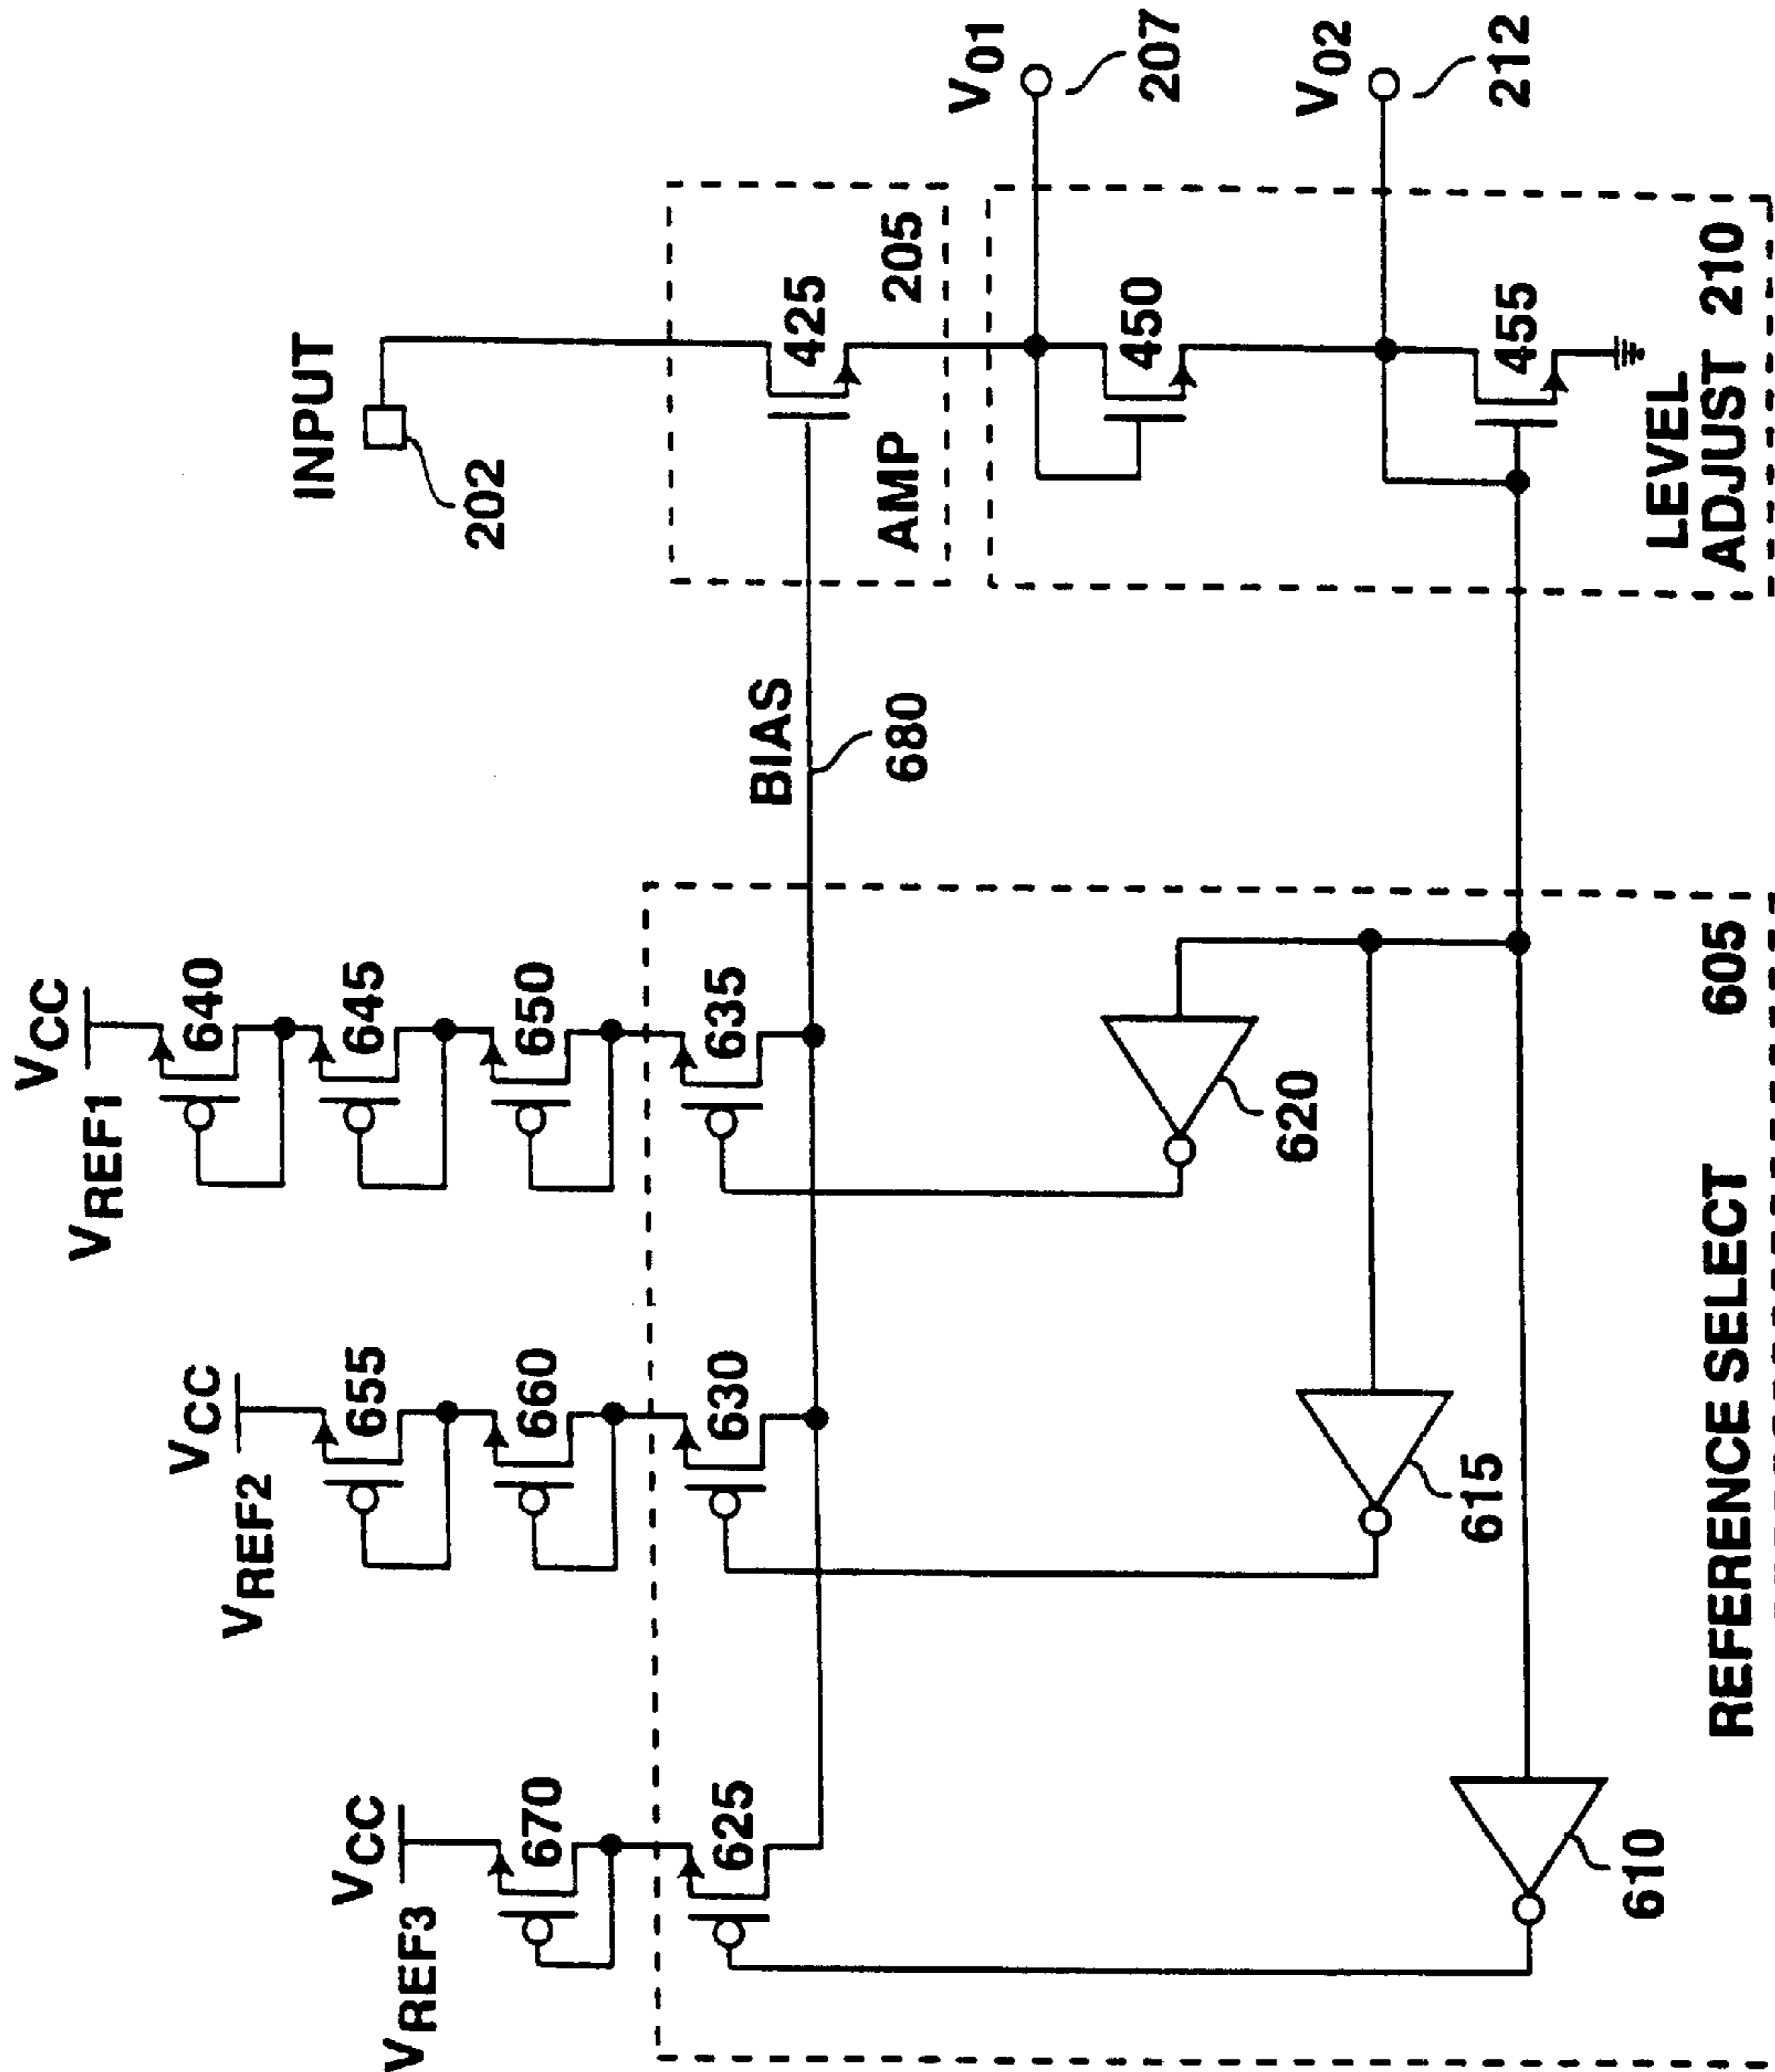 VCC
VREF1
640
645
650
635
VCC
VREF2
655
660
630
VCC
VREF3
670
625
INPUT
202
425
AMP 205
BIAS
680
V01
207
450
V02
212
455
LEVEL
ADJUST 210
620
615
610
REFERENCE SELECT 605